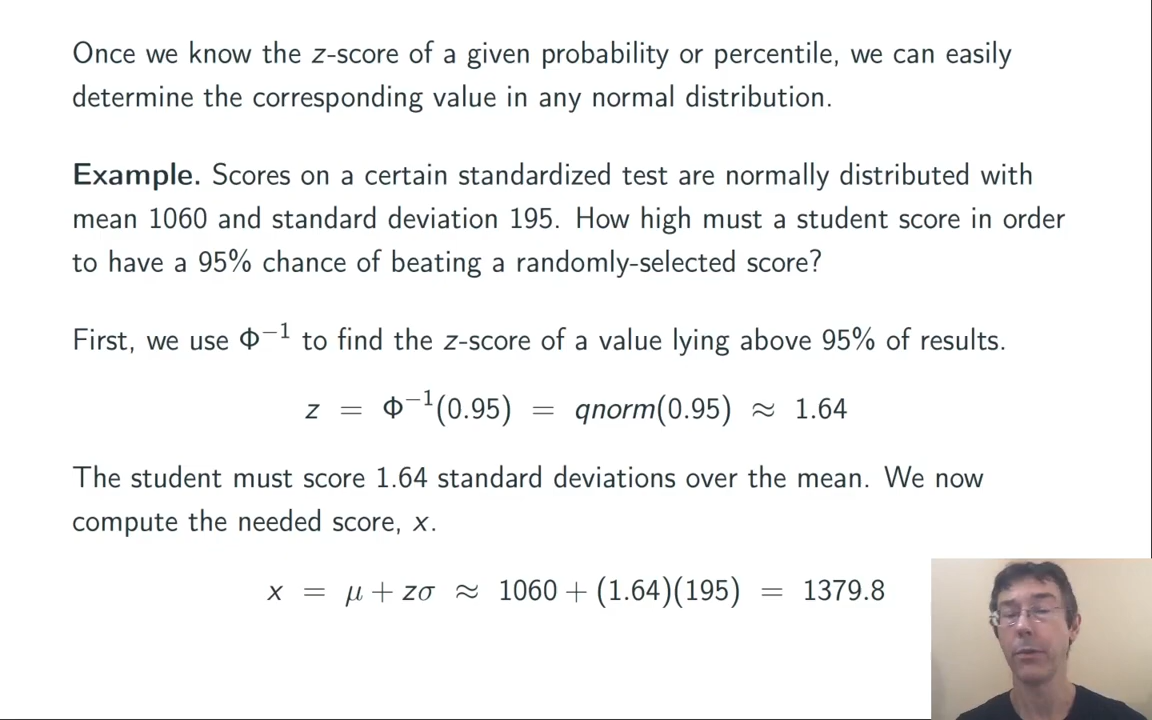 Once we know the z-score of a given probability or percentile, we can easily
determine the corresponding value in any normal distribution.
Example. Scores on a certain standardized test are normally distributed with
mean 1060 and standard deviation 195. How high must a student score in order
to have a 95% chance of beating a randomly-selected score?
First, we use Φ⁻¹ to find the z-score of a value lying above 95% of results.
z = Φ⁻¹(0.95) = qnorm(0.95) ≈ 1.64
The student must score 1.64 standard deviations over the mean. We now
compute the needed score, x.
x = μ + zσ ≈ 1060 + (1.64)(195) = 1379.8